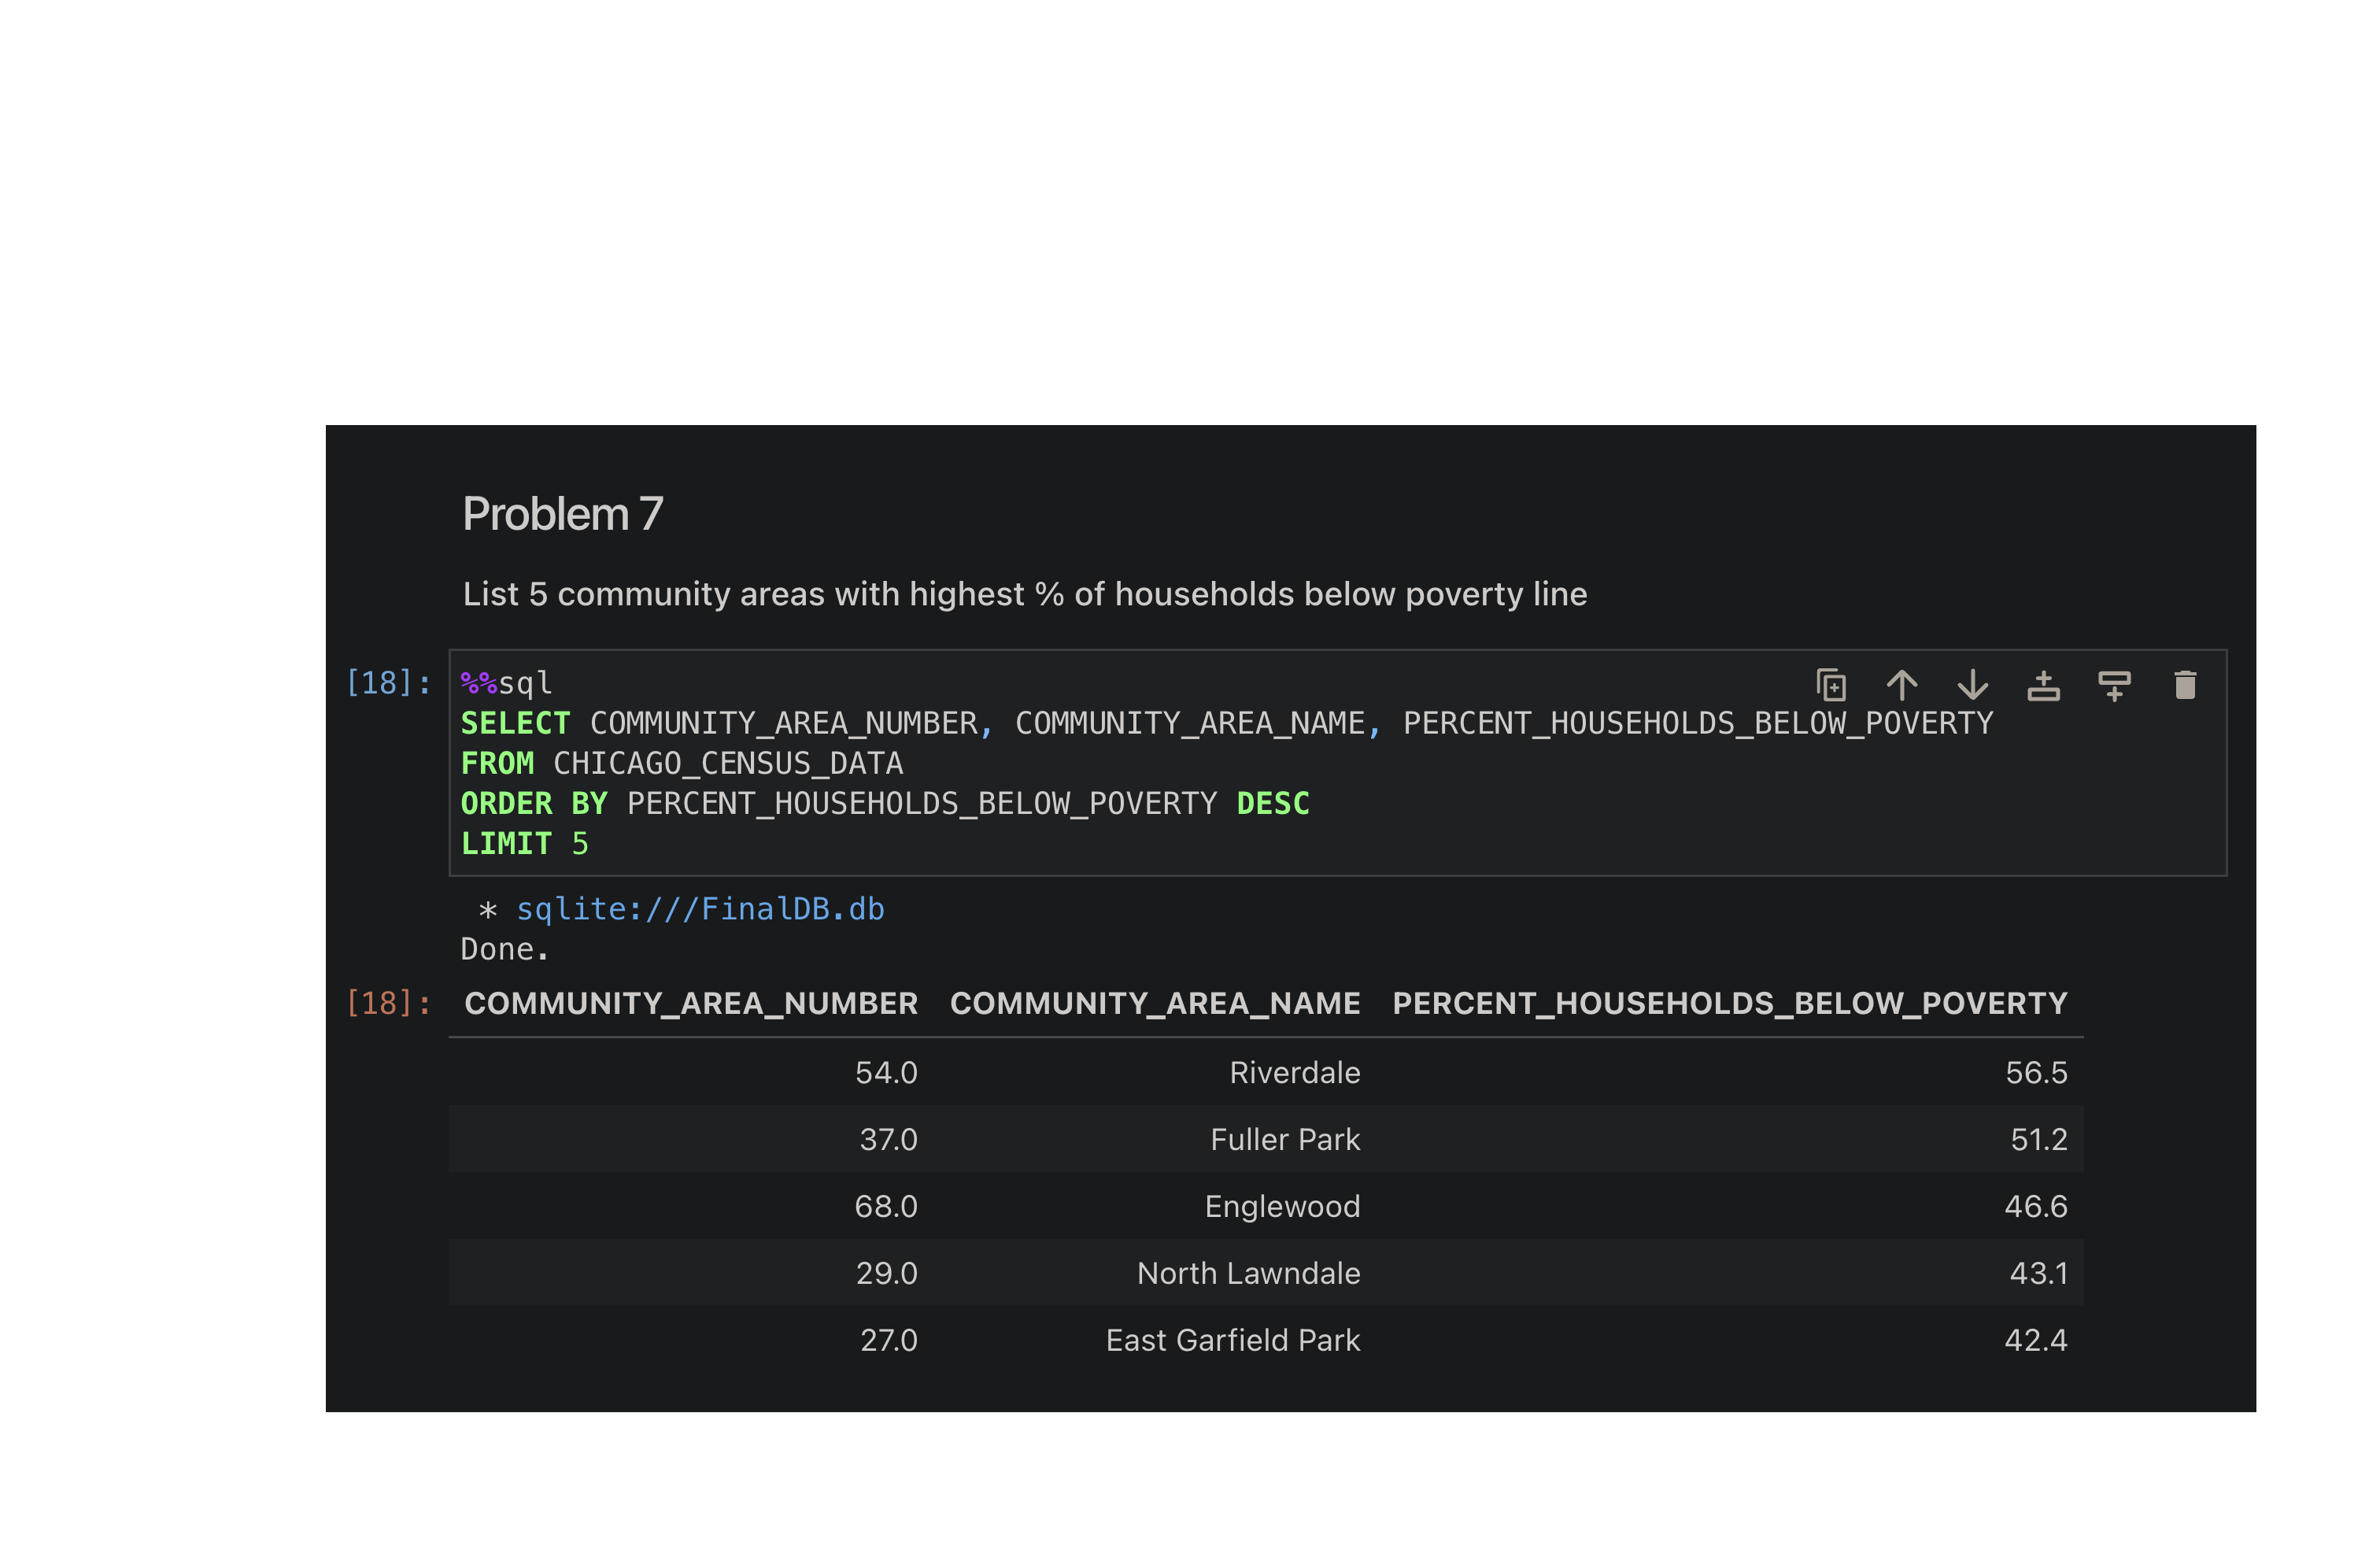 Problem 7
List 5 community areas with highest % of households below poverty line
[18]: %%sql
SELECT COMMUNITY_AREA_NUMBER, COMMUNITY_AREA_NAME, PERCENT_HOUSEHOLDS_BELOW_POVERTY
FROM CHICAGO_CENSUS_DATA
ORDER BY PERCENT_HOUSEHOLDS_BELOW_POVERTY DESC
LIMIT 5
* sqlite:///FinalDB.db
Done.
[18]: COMMUNITY_AREA_NUMBER COMMUNITY_AREA_NAME PERCENT_HOUSEHOLDS_BELOW_POVERTY
54.0 Riverdale 56.5
37.0 Fuller Park 51.2
68.0 Englewood 46.6
29.0 North Lawndale 43.1
27.0 East Garfield Park 42.4